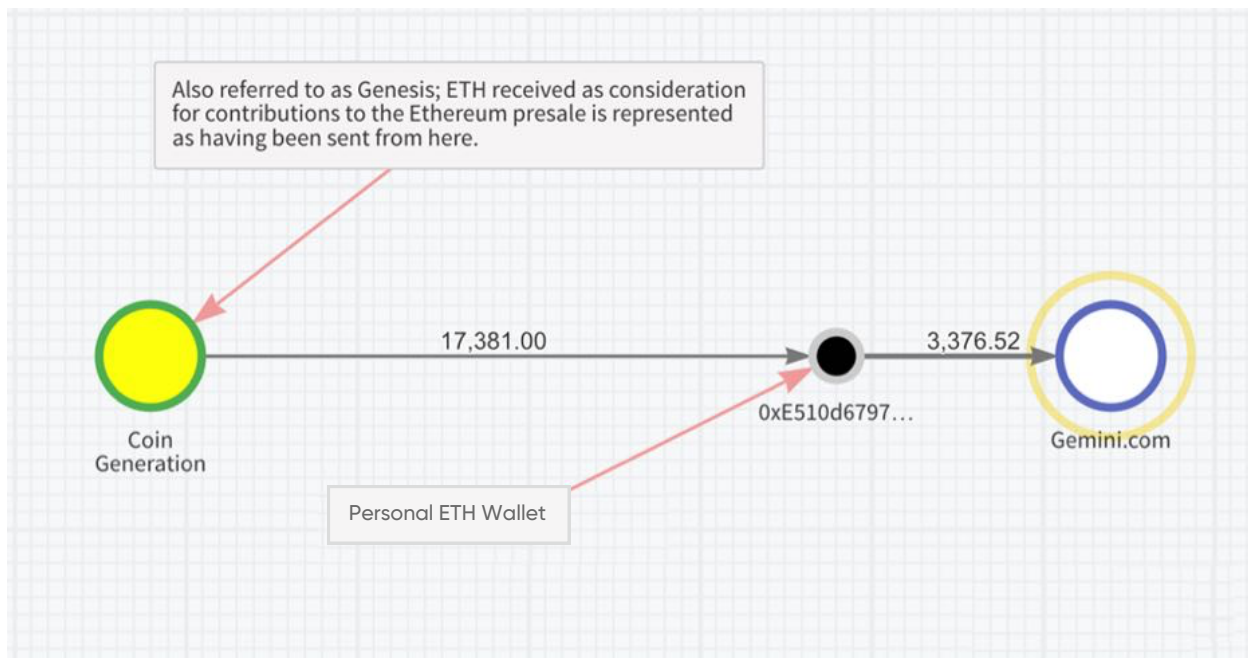 Also referred to as Genesis; ETH received as consideration
for contributions to the Ethereum presale is represented
as having been sent from here.
17,381.00
3,376.52
0xE510d6797...
Coin
Generation
Gemini.com
Personal ETH Wallet